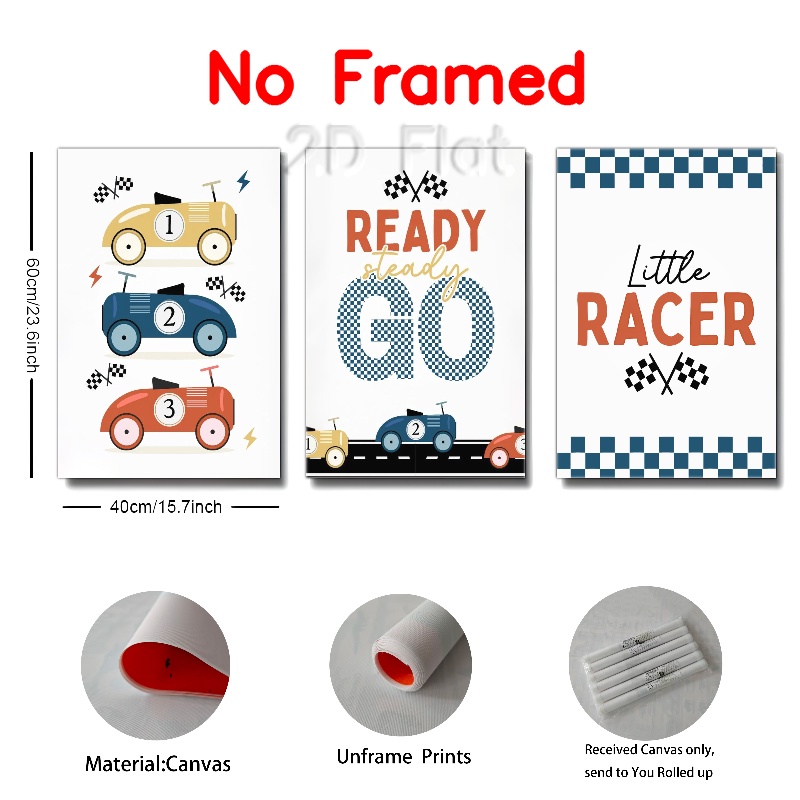 No Framed
2D Flat
60cm/23.6inch
1
2
3
READY
steady
GO
1
2
3
Little
RACER
40cm/15.7inch
Material:Canvas
Unframe Prints
Received Canvas only,
send to You Rolled up